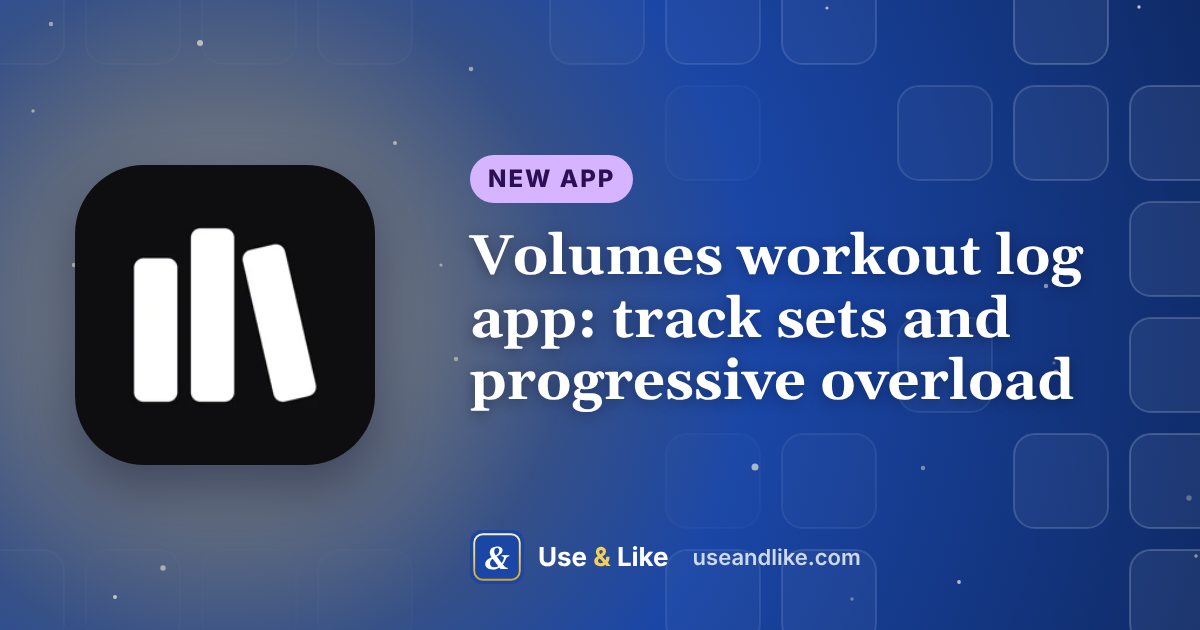 NEW APP
Volumes workout log
app: track sets and
progressive overload
& Use & Like useandlike.com